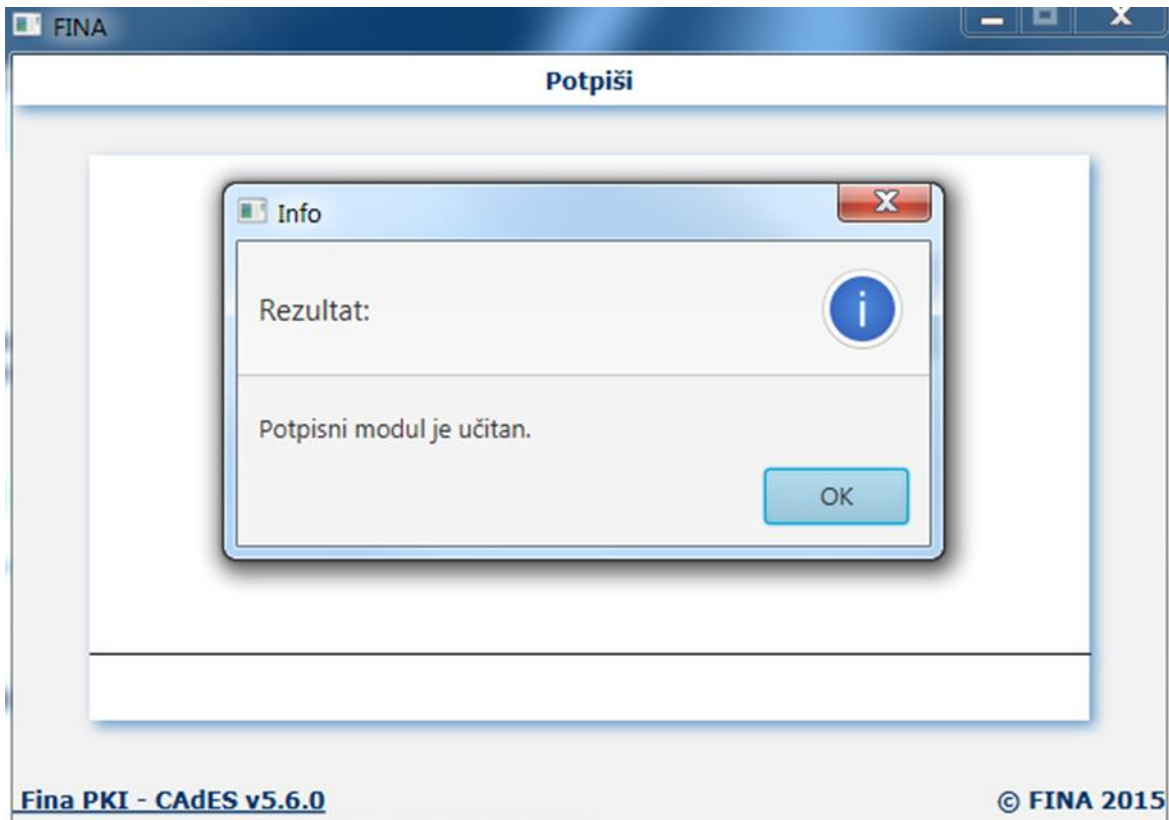 FINA
Potpiši
Info
Rezultat:
Potpisni modul je učitan.
OK
Fina PKI - CAdES v5.6.0
© FINA 2015